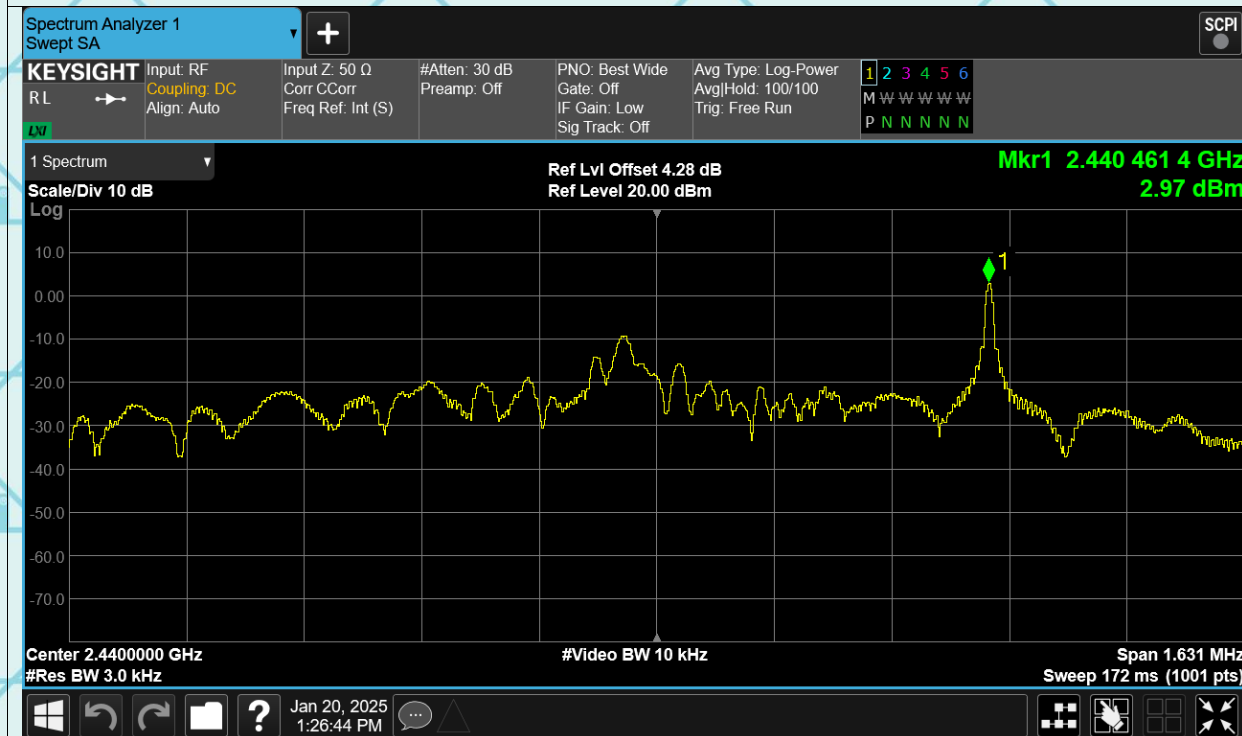 Spectrum Analyzer 1
Swept SA
▼
+
SCPI
KEYSIGHT
RL
LXI
Input: RF
Coupling: DC
Align: Auto
Input Z: 50 Ω
Corr CCorr
Freq Ref: Int (S)
#Atten: 30 dB
Preamp: Off
PNO: Best Wide
Gate: Off
IF Gain: Low
Sig Track: Off
Avg Type: Log-Power
Avg|Hold: 100/100
Trig: Free Run
1 2 3 4 5 6
M W W W W W
P N N N N N
1 Spectrum
▼
Scale/Div 10 dB
Log
Ref Lvl Offset 4.28 dB
Ref Level 20.00 dBm
Mkr1 2.440 461 4 GHz
2.97 dBm
1
10.0
0.00
-10.0
-20.0
-30.0
-40.0
-50.0
-60.0
-70.0
Center 2.4400000 GHz
#Video BW 10 kHz
Span 1.631 MHz
#Res BW 3.0 kHz
Sweep 172 ms (1001 pts)
?
Jan 20, 2025
1:26:44 PM